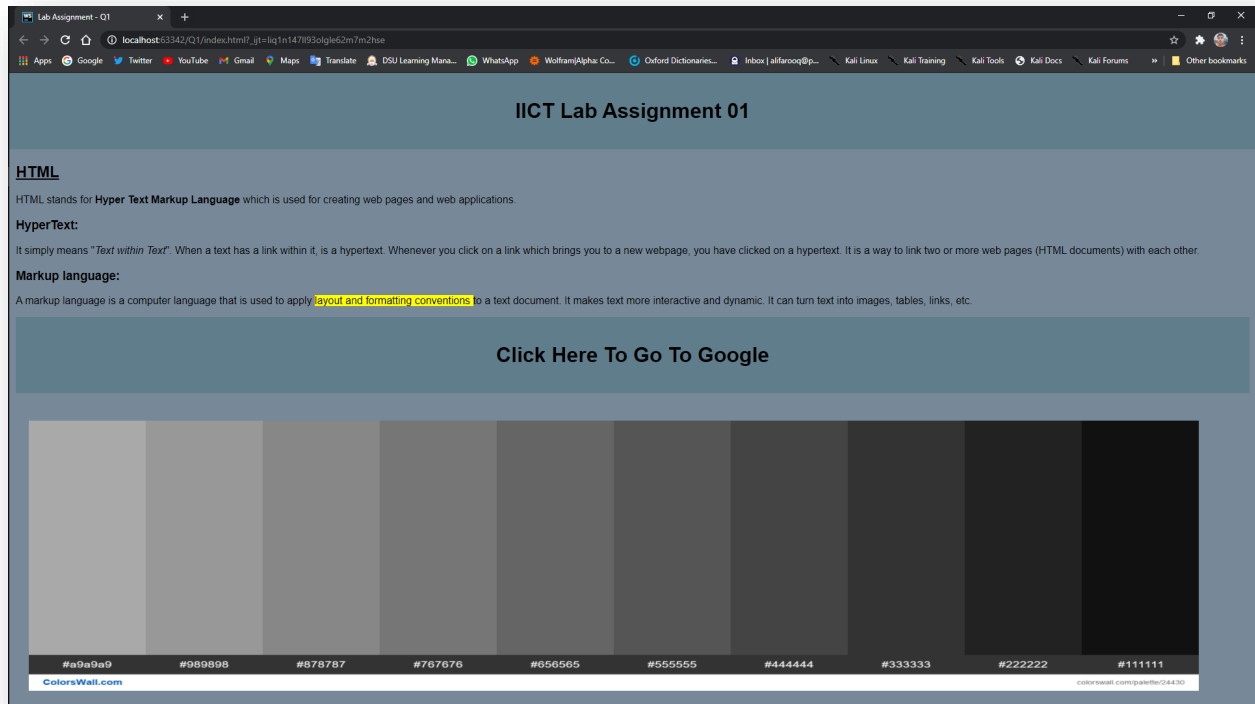 Lab Assignment - Q1
localhost:63342/Q1/index.html?_ijt=liq1n147ll93olgle62m7m2hse
Apps Google Twitter YouTube Gmail Maps Translate DSU Learning Mana... WhatsApp Wolfram|Alpha: Co... Oxford Dictionaries... Inbox | alifarooq@p... Kali Linux Kali Training Kali Tools Kali Docs Kali Forums » Other bookmarks
IICT Lab Assignment 01
HTML
HTML stands for Hyper Text Markup Language which is used for creating web pages and web applications.
HyperText:
It simply means "Text within Text". When a text has a link within it, is a hypertext. Whenever you click on a link which brings you to a new webpage, you have clicked on a hypertext. It is a way to link two or more web pages (HTML documents) with each other.
Markup language:
A markup language is a computer language that is used to apply layout and formatting conventions to a text document. It makes text more interactive and dynamic. It can turn text into images, tables, links, etc.
Click Here To Go To Google
#a9a9a9 #989898 #878787 #767676 #656565 #555555 #444444 #333333 #222222 #111111
ColorsWall.com colorswall.com/palette/24430